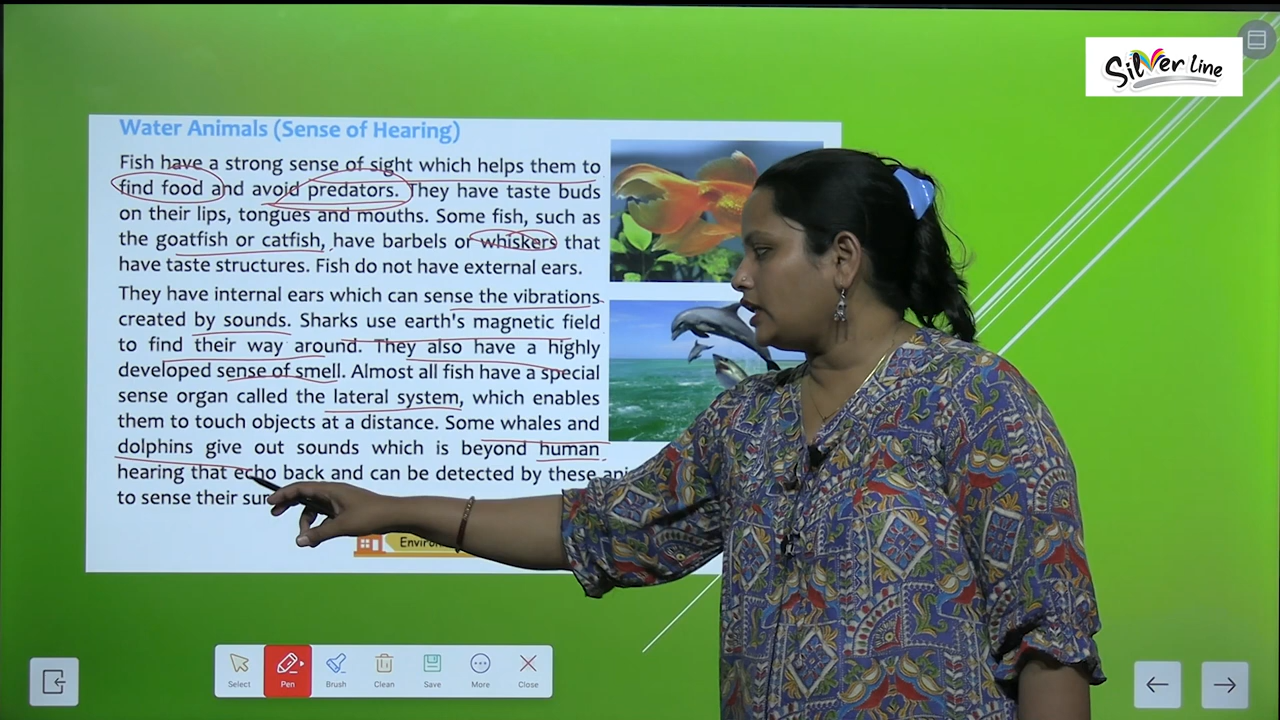 Silver Line
Water Animals (Sense of Hearing)
Fish have a strong sense of sight which helps them to
find food and avoid predators. They have taste buds
on their lips, tongues and mouths. Some fish, such as
the goatfish or catfish, have barbels or whiskers that
have taste structures. Fish do not have external ears.
They have internal ears which can sense the vibrations
created by sounds. Sharks use earth's magnetic field
to find their way around. They also have a highly
developed sense of smell. Almost all fish have a special
sense organ called the lateral system, which enables
them to touch objects at a distance. Some whales and
dolphins give out sounds which is beyond human
hearing that echo back and can be detected by these
to sense their
Select Pen Brush Clean Save More Close